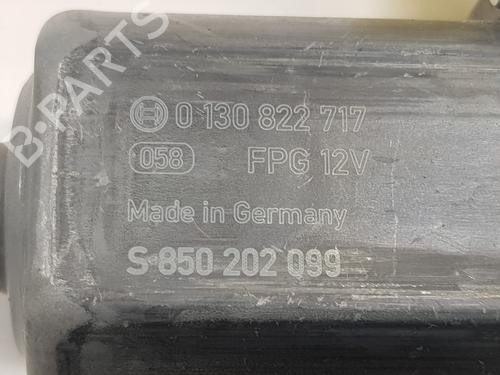 B-PARTS
0 130 822 717
058 FPG 12V
Made in Germany
S 850 202 099